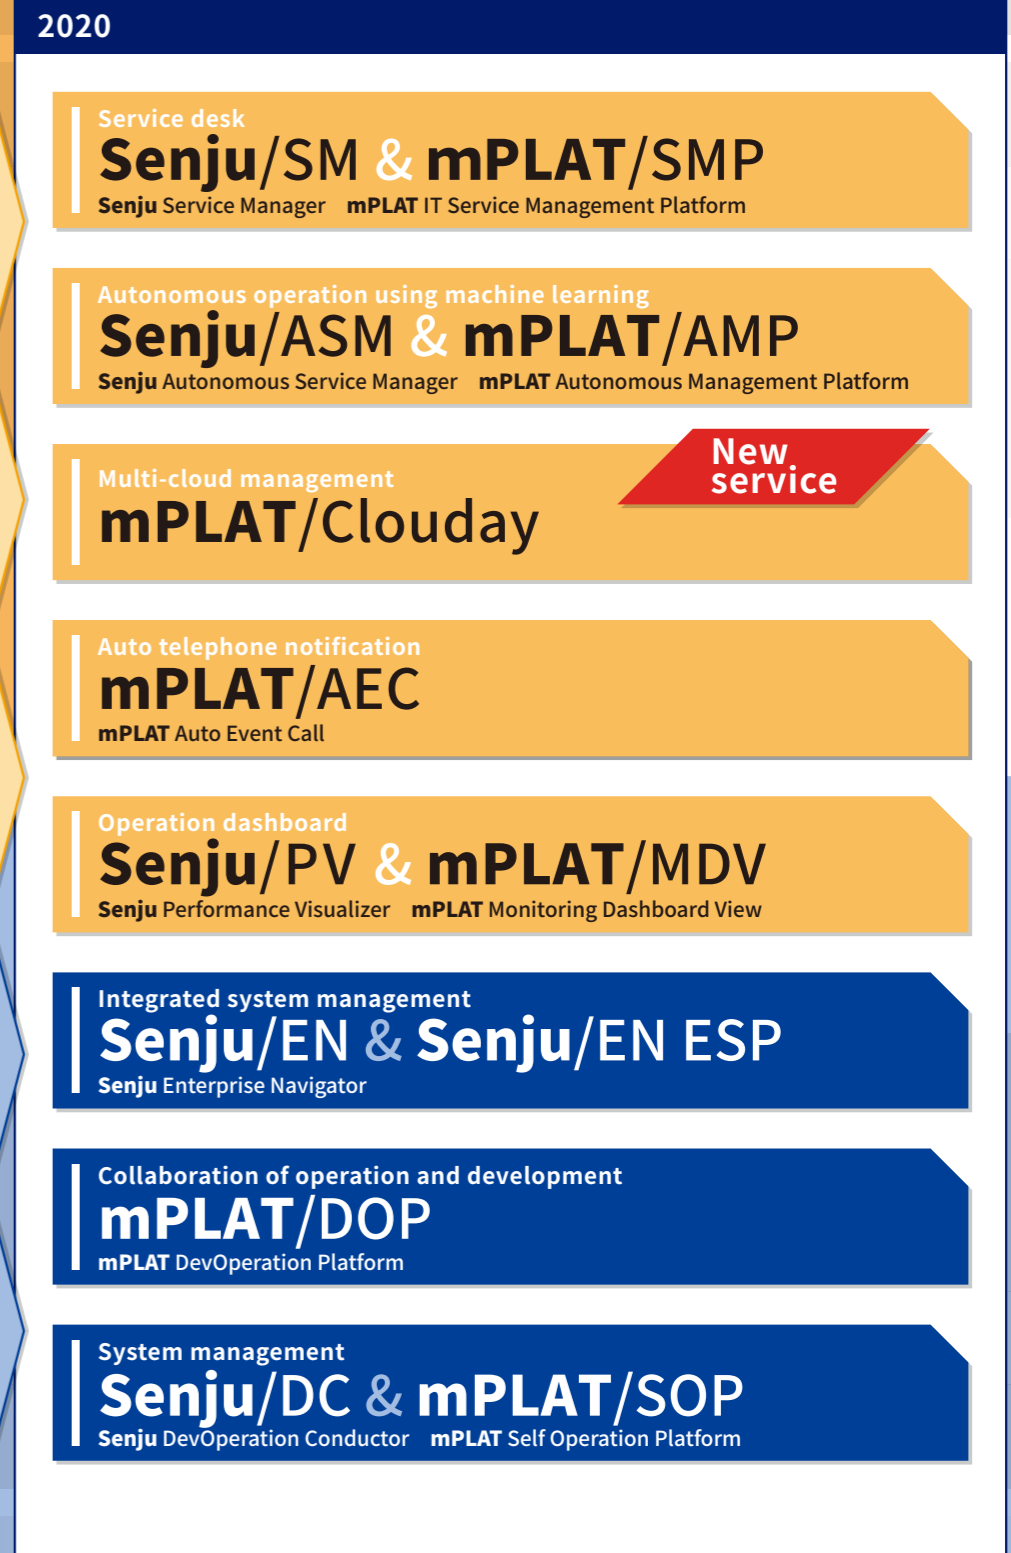 2020
Service desk
Senju/SM & mPLAT/SMP
Senju Service Manager mPLAT IT Service Management Platform
Autonomous operation using machine learning
Senju/ASM & mPLAT/AMP
Senju Autonomous Service Manager mPLAT Autonomous Management Platform
New
service
Multi-cloud management
mPLAT/Clouday
Auto telephone notification
mPLAT/AEC
mPLAT Auto Event Call
Operation dashboard
Senju/PV & mPLAT/MDV
Senju Performance Visualizer mPLAT Monitoring Dashboard View
Integrated system management
Senju/EN & Senju/EN ESP
Senju Enterprise Navigator
Collaboration of operation and development
mPLAT/DOP
mPLAT DevOperation Platform
System management
Senju/DC & mPLAT/SOP
Senju DevOperation Conductor mPLAT Self Operation Platform